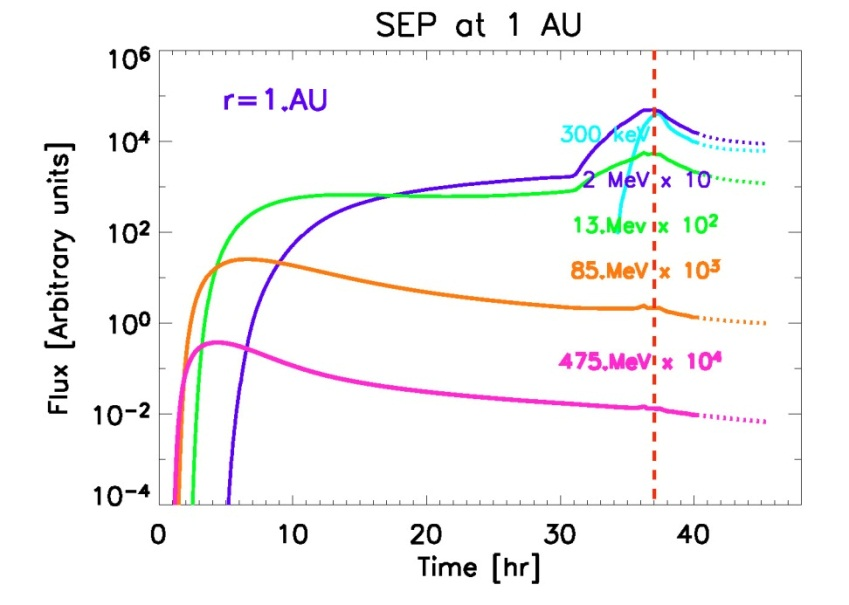 SEP at 1 AU
10⁶
r=1.AU
300 keV
10⁴
2 MeV x 10
13.Mev x 10²
10²
85.MeV x 10³
10⁰
475.MeV x 10⁴
10⁻²
10⁻⁴
Flux [Arbitrary units]
0 10 20 30 40
Time [hr]